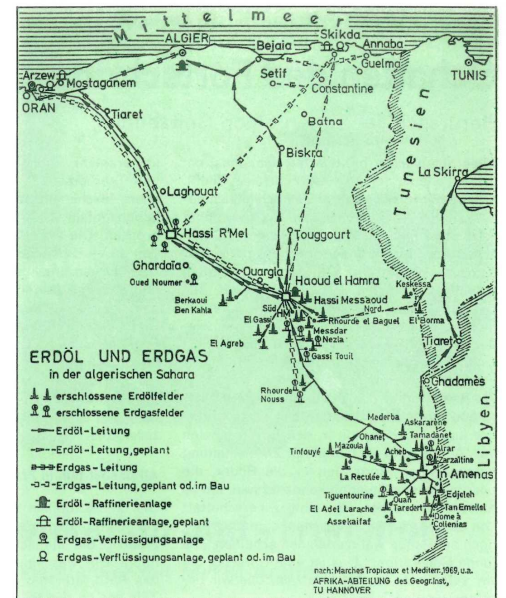 Mittelmeer
ALGIER
Skikda
Bejaia
Annaba
Guelma
Setif
Constantine
TUNIS
Arzew
Mostaganem
ORAN
Tiaret
Batna
Biskra
Tunesien
La Skirra
Laghouat
Hassi R'Mel
Touggourt
Ghardaïa
Oued Noumer
Ouargla
Haoud el Hamra
Keskessa
Berkaoui
Ben Kahla
Süd
HM
Hassi Messaoud
Nord
El Gassi
Rhourde el Baguel
El Borma
Messdar
Nezla
El Agreb
Gassi Touil
Tiaret
Rhourde
Nouss
Ghadamès
Libyen
ERDÖL UND ERDGAS
in der algerischen Sahara
erschlossene Erdölfelder
erschlossene Erdgasfelder
Erdöl-Leitung
Erdöl-Leitung, geplant
Erdgas-Leitung
Erdgas-Leitung, geplant od. im Bau
Erdöl-Raffinerieanlage
Erdöl-Raffinerieanlage, geplant
Erdgas-Verflüssigungsanlage
Erdgas-Verflüssigungsanlage, geplant od. im Bau
Mederba
Askararène
Ohanet
Tamadanet
Tinfouyé
Mazoula
Acheb
Alrar
Zarzaïtine
La Reculée
In Amenas
Tiguentourine
Edjeleh
Ouan
Taredert
Tan Emellel
El Adel Larache
Assekaifaf
Dome à
Collenias
nach: Marches Tropicaux et Mediterr., 1969, u.a.
AFRIKA-ABTEILUNG des Geogr. Inst.,
TU HANNOVER